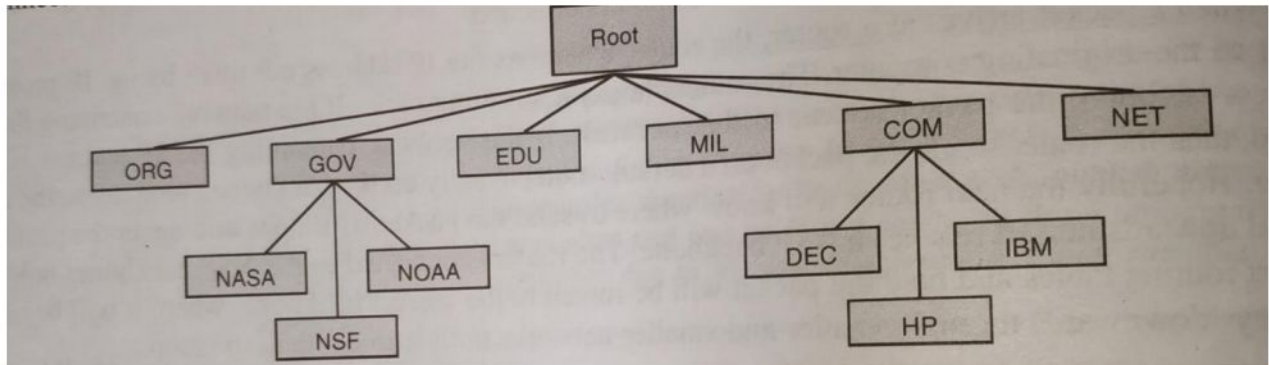 Root
ORG
GOV
EDU
MIL
COM
NET
NASA
NOAA
DEC
IBM
NSF
HP